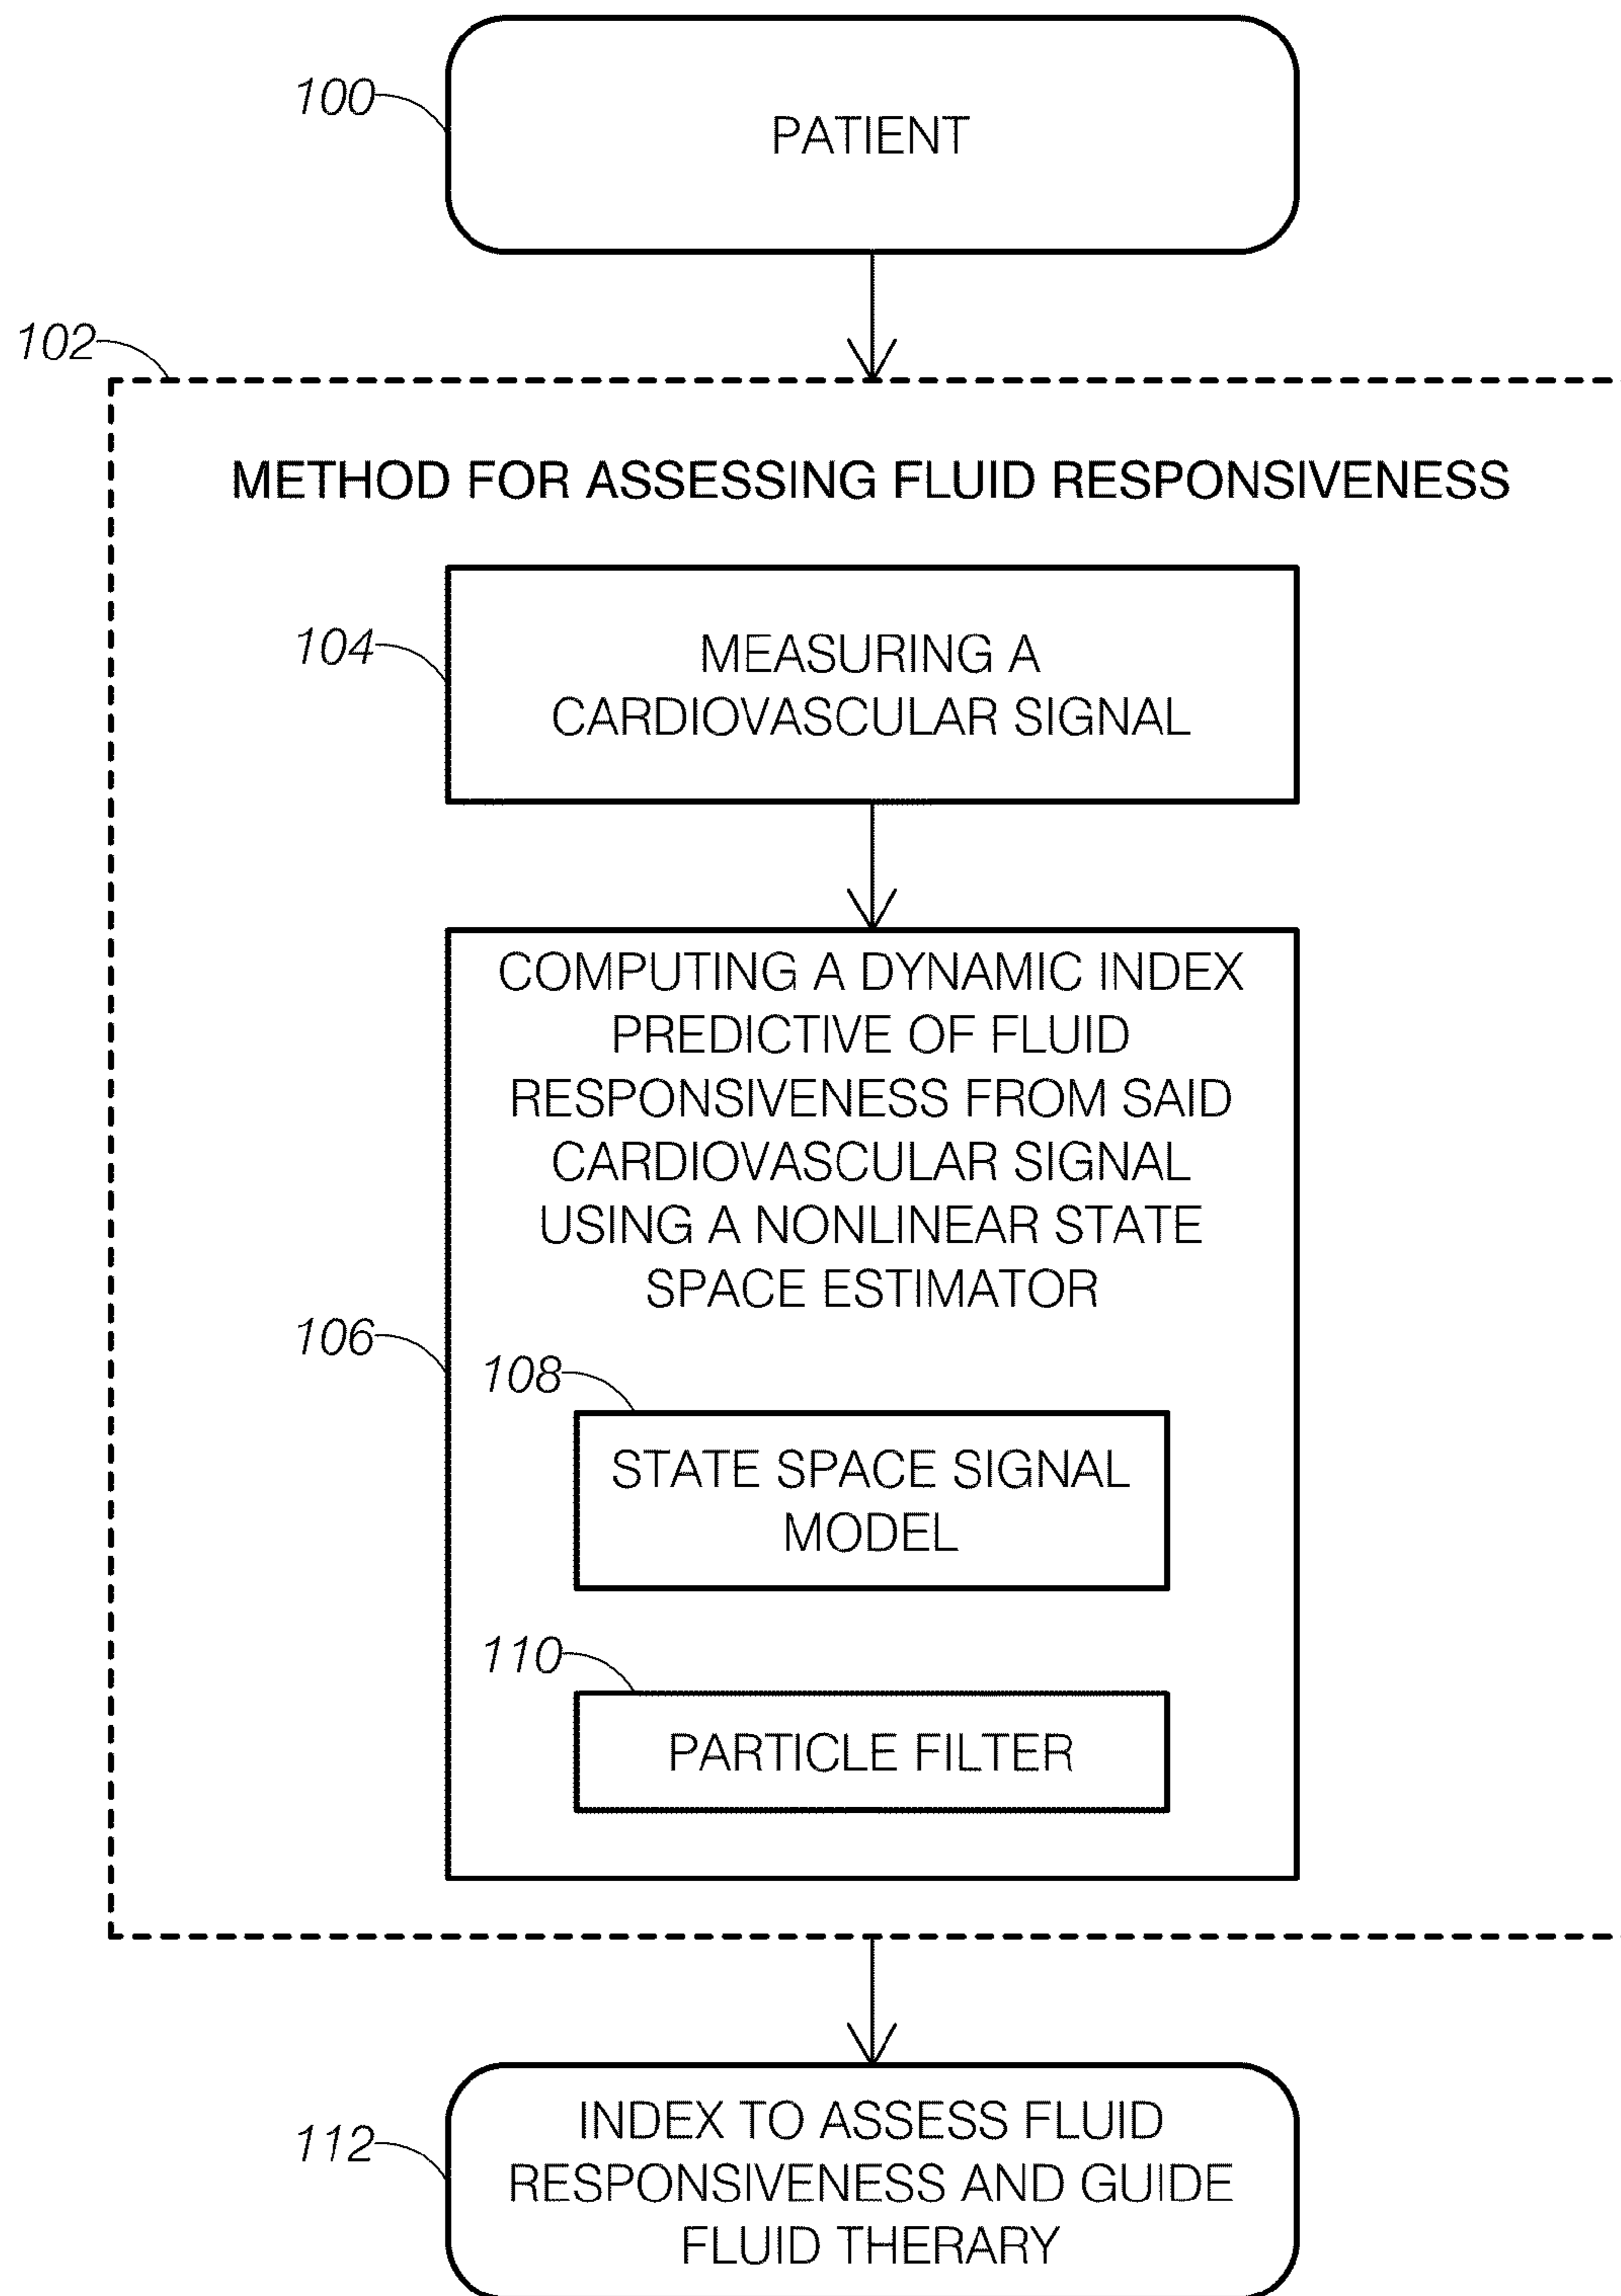 100
PATIENT
102
METHOD FOR ASSESSING FLUID RESPONSIVENESS
104
MEASURING A
CARDIOVASCULAR SIGNAL
COMPUTING A DYNAMIC INDEX
PREDICTIVE OF FLUID
RESPONSIVENESS FROM SAID
CARDIOVASCULAR SIGNAL
USING A NONLINEAR STATE
SPACE ESTIMATOR
106
108
STATE SPACE SIGNAL
MODEL
110
PARTICLE FILTER
112
INDEX TO ASSESS FLUID
RESPONSIVENESS AND GUIDE
FLUID THERARY